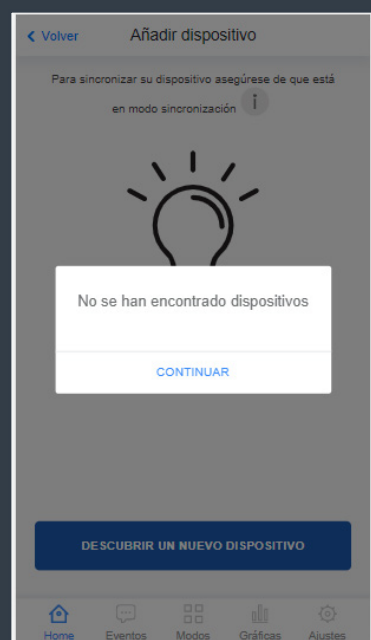 Volver Añadir dispositivo
Para sincronizar su dispositivo asegúrese de que está
en modo sincronización i
No se han encontrado dispositivos
CONTINUAR
DESCUBRIR UN NUEVO DISPOSITIVO
Home Eventos Modos Gráficas Ajustes